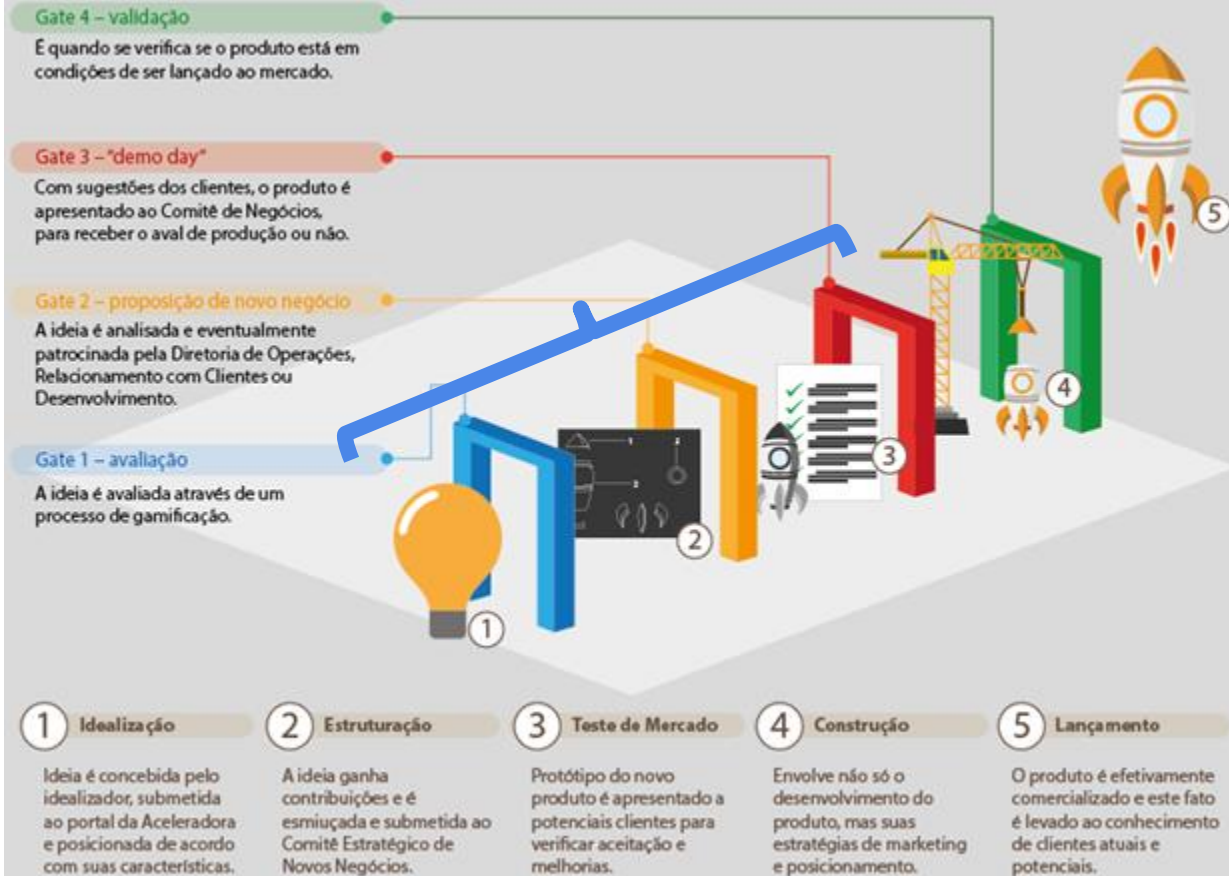 Gate 4 – validação
É quando se verifica se o produto está em
condições de ser lançado ao mercado.
Gate 3 – "demo day"
Com sugestões dos clientes, o produto é
apresentado ao Comitê de Negócios,
para receber o aval de produção ou não.
Gate 2 – proposição de novo negócio
A ideia é analisada e eventualmente
patrocinada pela Diretoria de Operações,
Relacionamento com Clientes ou
Desenvolvimento.
Gate 1 – avaliação
A ideia é avaliada através de um
processo de gamificação.
1
2
3
4
5
1 Idealização
Ideia é concebida pelo
idealizador, submetida
ao portal da Aceleradora
e posicionada de acordo
com suas características.
2 Estruturação
A ideia ganha
contribuições e é
esmiuçada e submetida ao
Comitê Estratégico de
Novos Negócios.
3 Teste de Mercado
Protótipo do novo
produto é apresentado a
potenciais clientes para
verificar aceitação e
melhorias.
4 Construção
Envolve não só o
desenvolvimento do
produto, mas suas
estratégias de marketing
e posicionamento.
5 Lançamento
O produto é efetivamente
comercializado e este fato
é levado ao conhecimento
de clientes atuais e
potenciais.